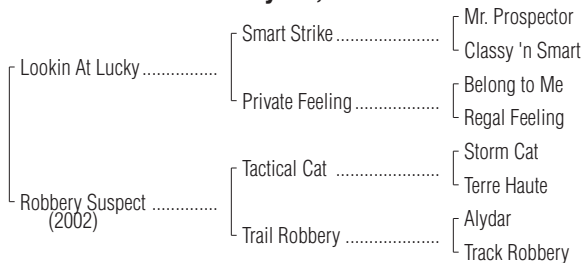 Mr. Prospector
Smart Strike ....................
Classy 'n Smart
Lookin At Lucky ...............
Belong to Me
Private Feeling ................
Regal Feeling
Storm Cat
Tactical Cat ....................
Terre Haute
Robbery Suspect .............
(2002)
Alydar
Trail Robbery ..................
Track Robbery